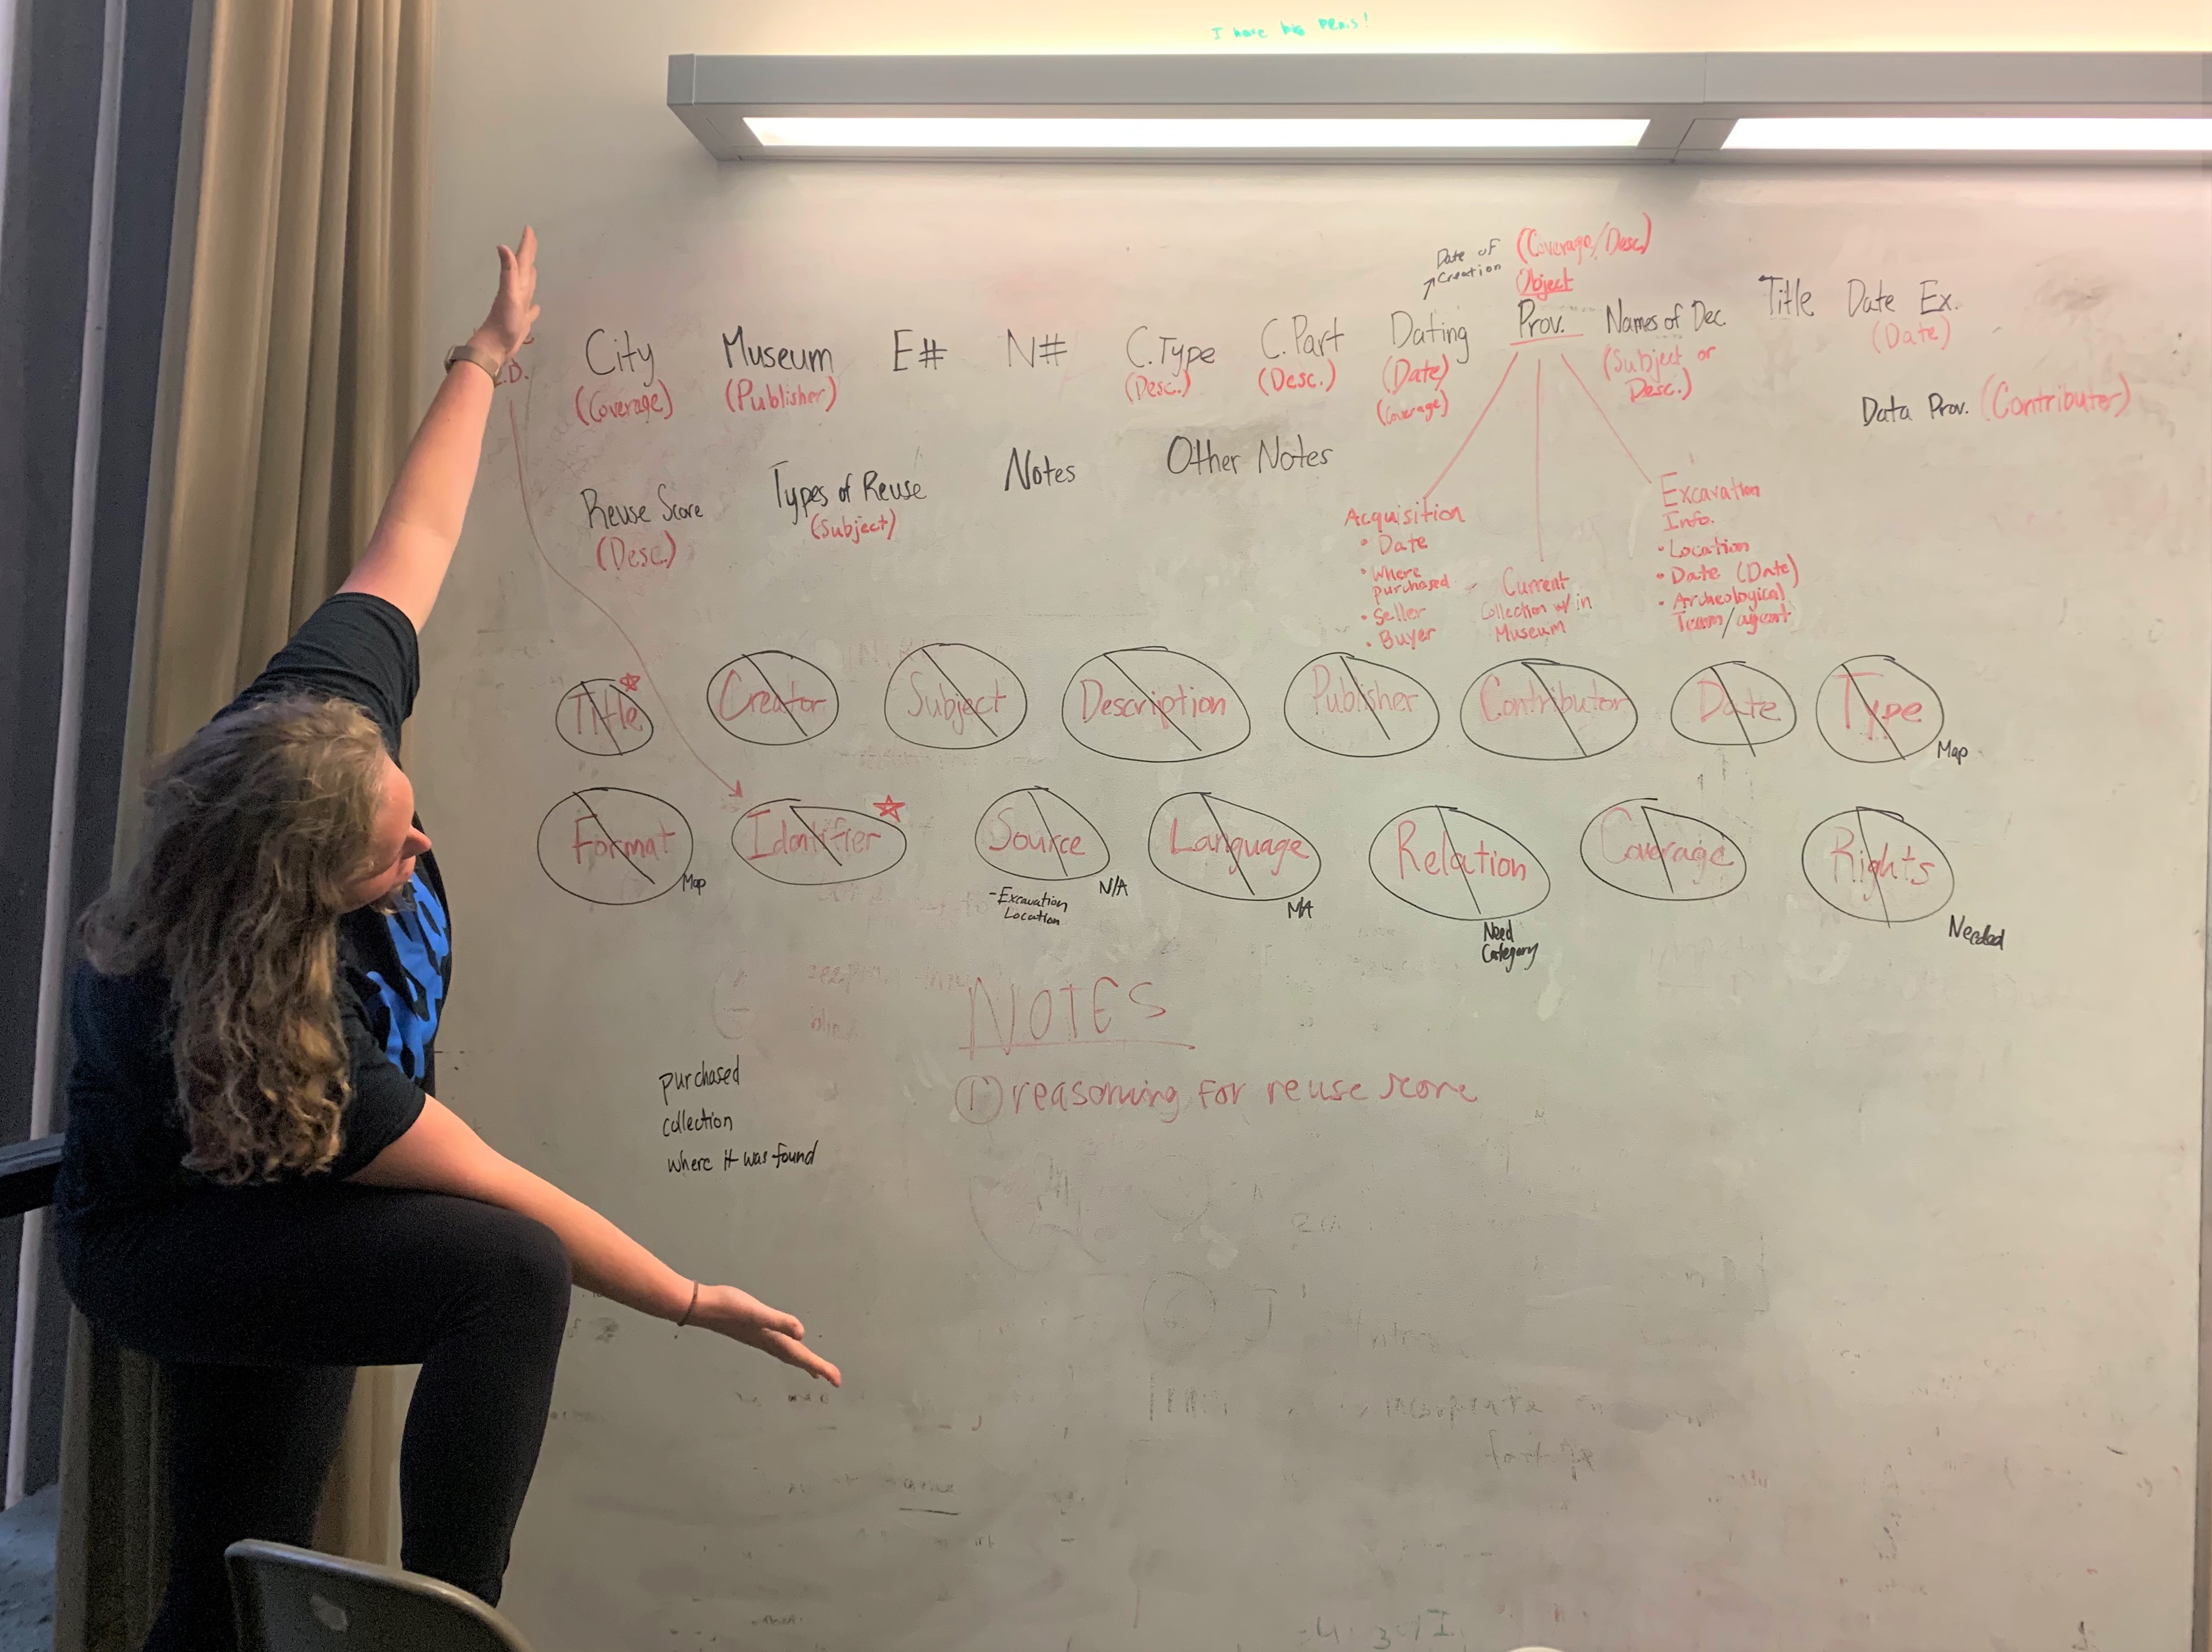 I have big penis!
Date of
Creation
(Coverage/Desc.)
Object
City Museum E# N# C.Type C.Part Dating Prov. Names of Dec. Title Date Ex.
(Coverage) (Publisher) (Desc.) (Desc.) (Date) (Subject or Desc.) (Date)
(Coverage)
Data Prov. (Contributor)
Reuse Score Types of Reuse Notes Other Notes
(Desc.) (Subject)
Acquisition
• Date
• Where
purchased
• Seller
• Buyer
Current
Collection w/in
Museum
Excavation
Info.
• Location
• Date (Date)
• Archeological
Team/agent
Title Creator Subject Description Publisher Contributor Date Type
Map
Format Identifier Source Language Relation Coverage Rights
Map
-Excavation
Location
N/A
N/A
Need
Category
Needed
NOTES
① reasoning for reuse score
purchased
collection
where it was found